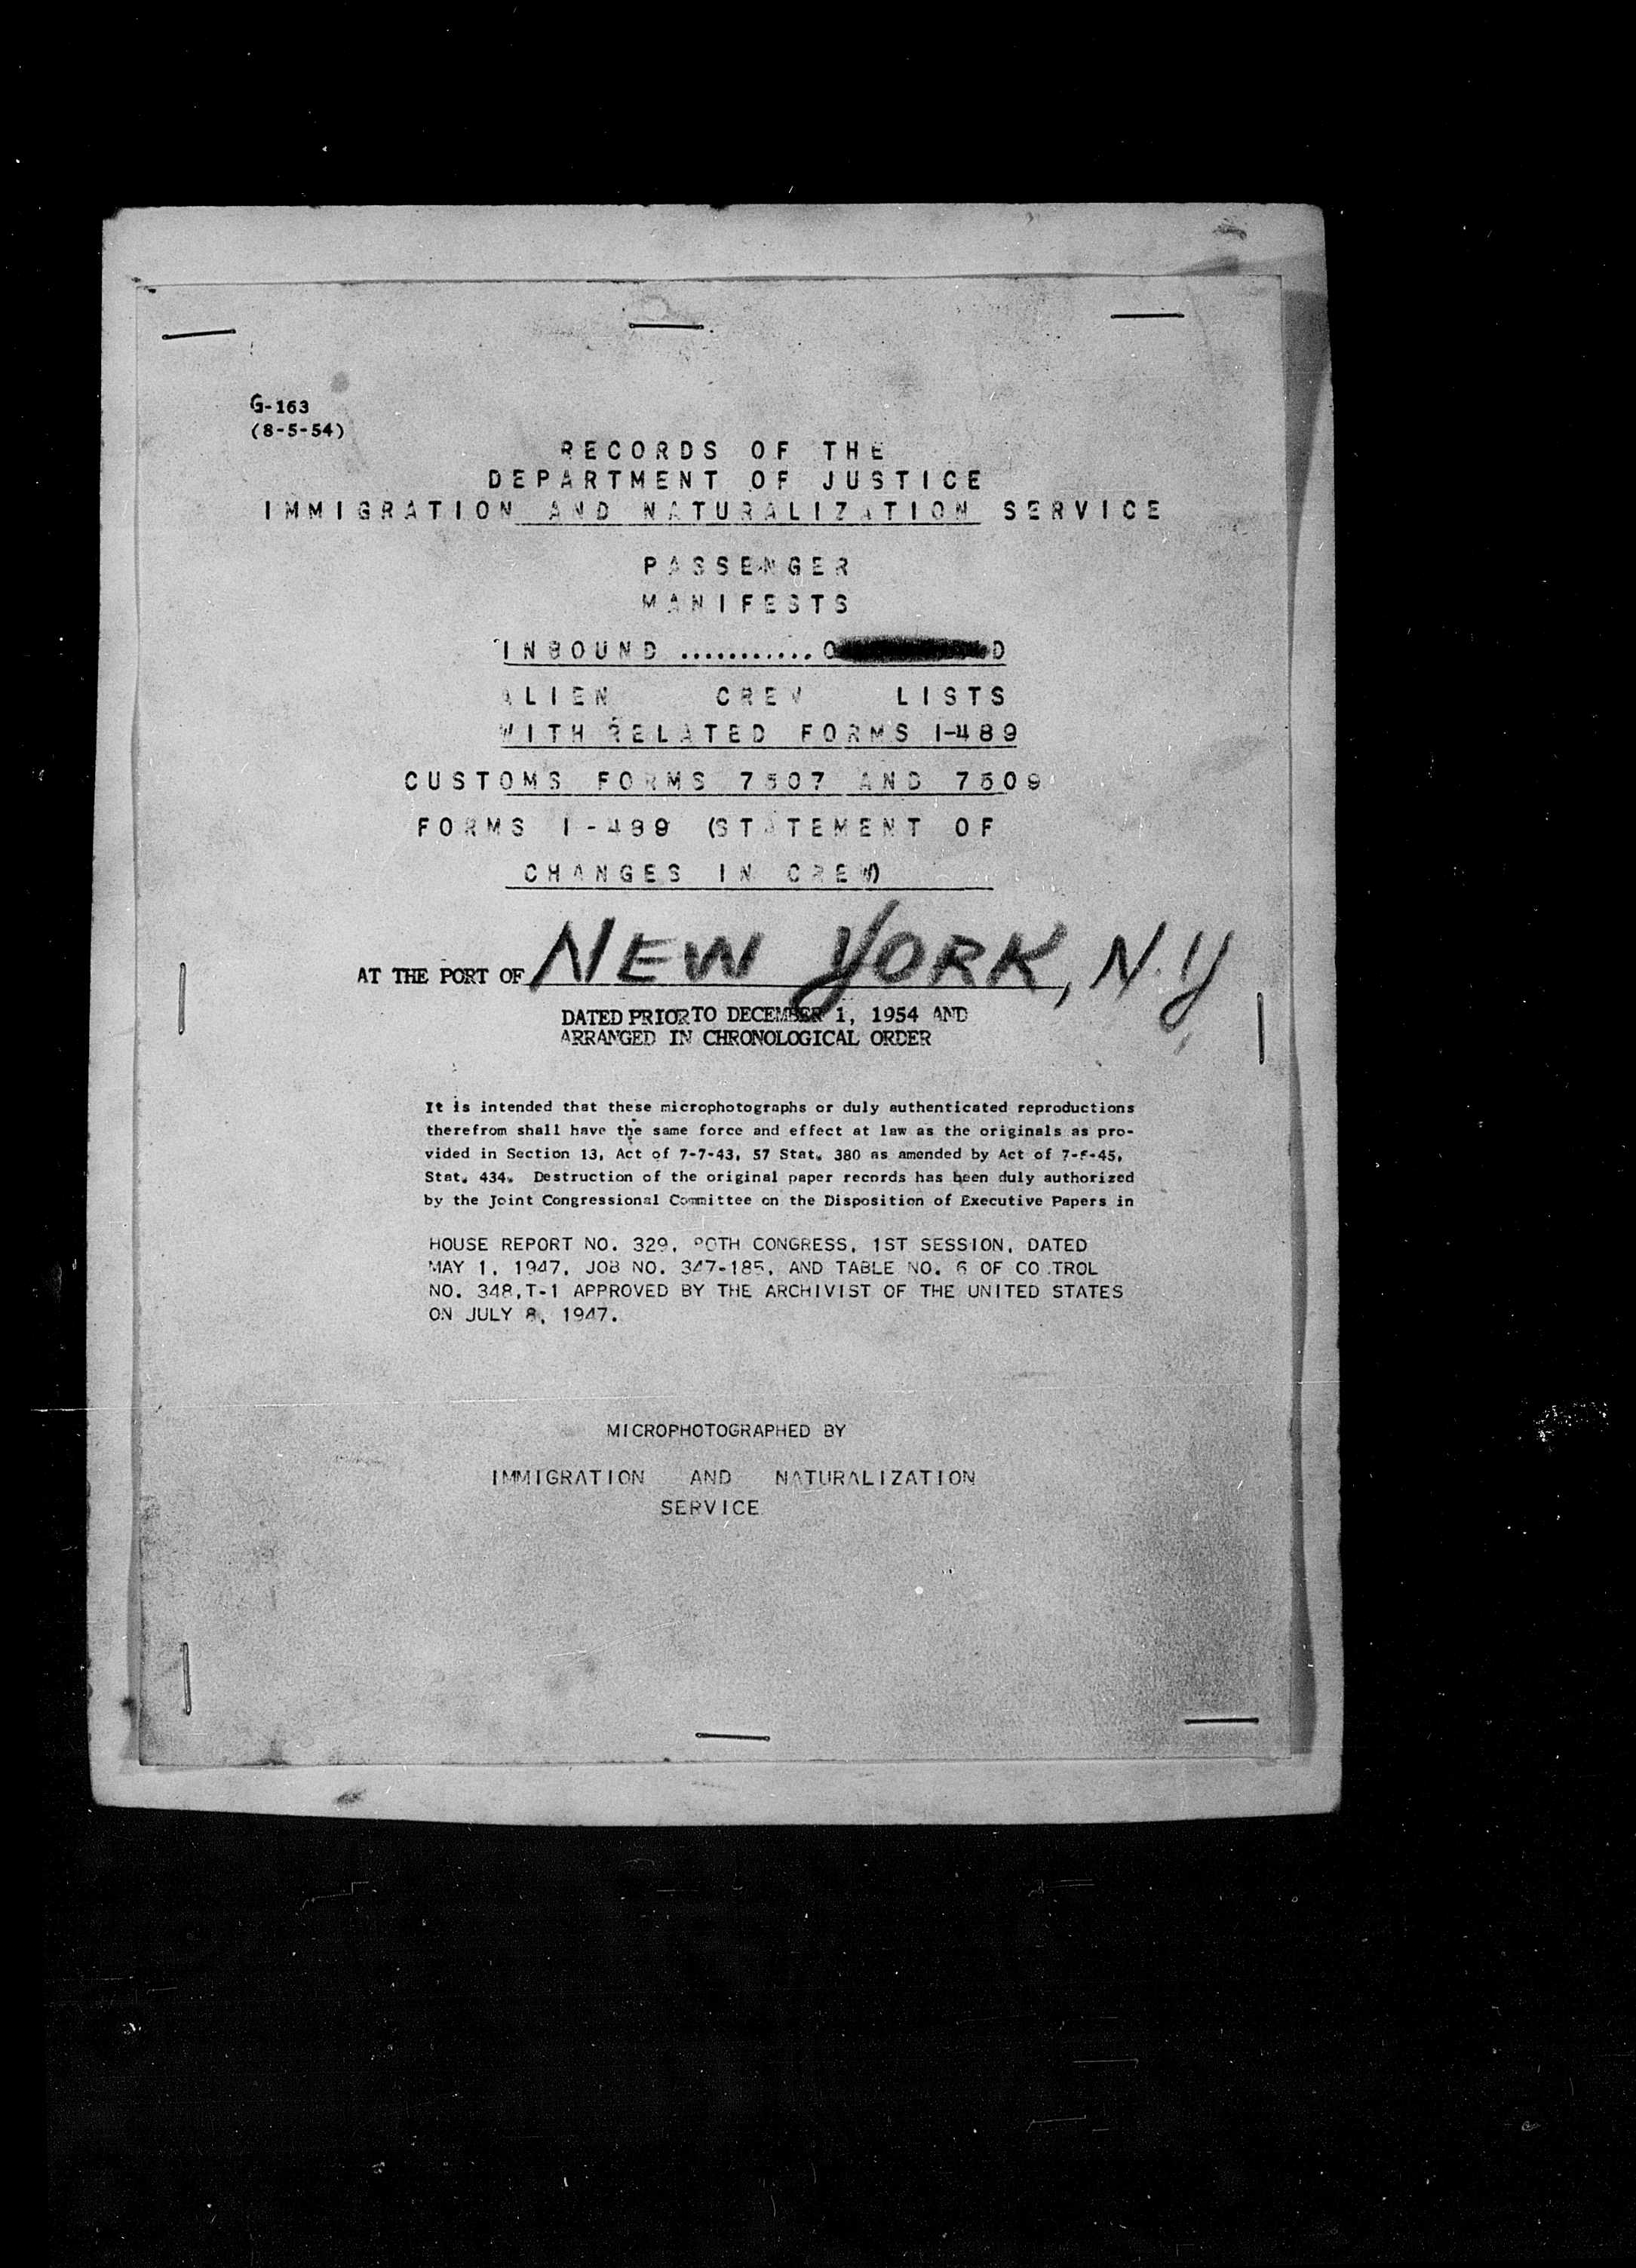 G-163
(8-5-54)
RECORDS OF THE
DEPARTMENT OF JUSTICE
IMMIGRATION AND NATURALIZATION SERVICE
PASSENGER
MANIFESTS
INBOUND ...........O D
ALIEN CREW LISTS
WITH RELATED FORMS I-489
CUSTOMS FORMS 7507 AND 7509
FORMS I-489 (STATEMENT OF
CHANGES IN CREW)
AT THE PORT OF NEW YORK, N.Y
DATED PRIOR TO DECEMBER 1, 1954 AND
ARRANGED IN CHRONOLOGICAL ORDER
It is intended that these microphotographs or duly authenticated reproductions
therefrom shall have the same force and effect at law as the originals as pro-
vided in Section 13, Act of 7-7-43, 57 Stat. 380 as amended by Act of
Stat. 434. Destruction of the original paper records has been duly authorized
by the Joint Congressional Committee on the Disposition of Executive Papers in
HOUSE REPORT NO. 329, 80TH CONGRESS, 1ST SESSION, DATED
MAY 1, 1947, JOB NO. 347-185, AND TABLE NO. 6 OF CO TROL
NO. 348,T-1 APPROVED BY THE ARCHIVIST OF THE UNITED STATES
ON JULY 8, 1947.
MICROPHOTOGRAPHED BY
IMMIGRATION AND NATURALIZATION
SERVICE